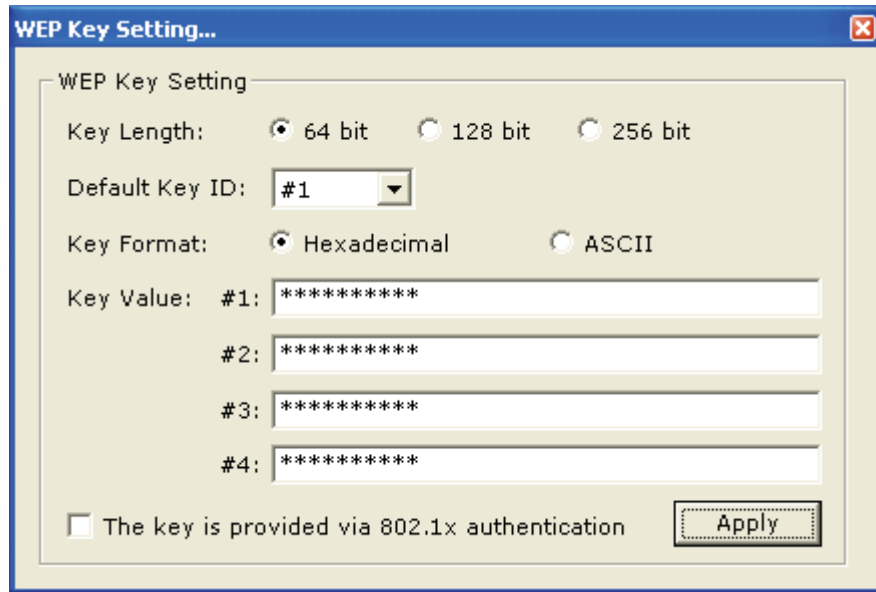 WEP Key Setting...
WEP Key Setting
Key Length: 64 bit 128 bit 256 bit
Default Key ID: #1
Key Format: Hexadecimal ASCII
Key Value: #1: **********
#2: **********
#3: **********
#4: **********
The key is provided via 802.1x authentication Apply